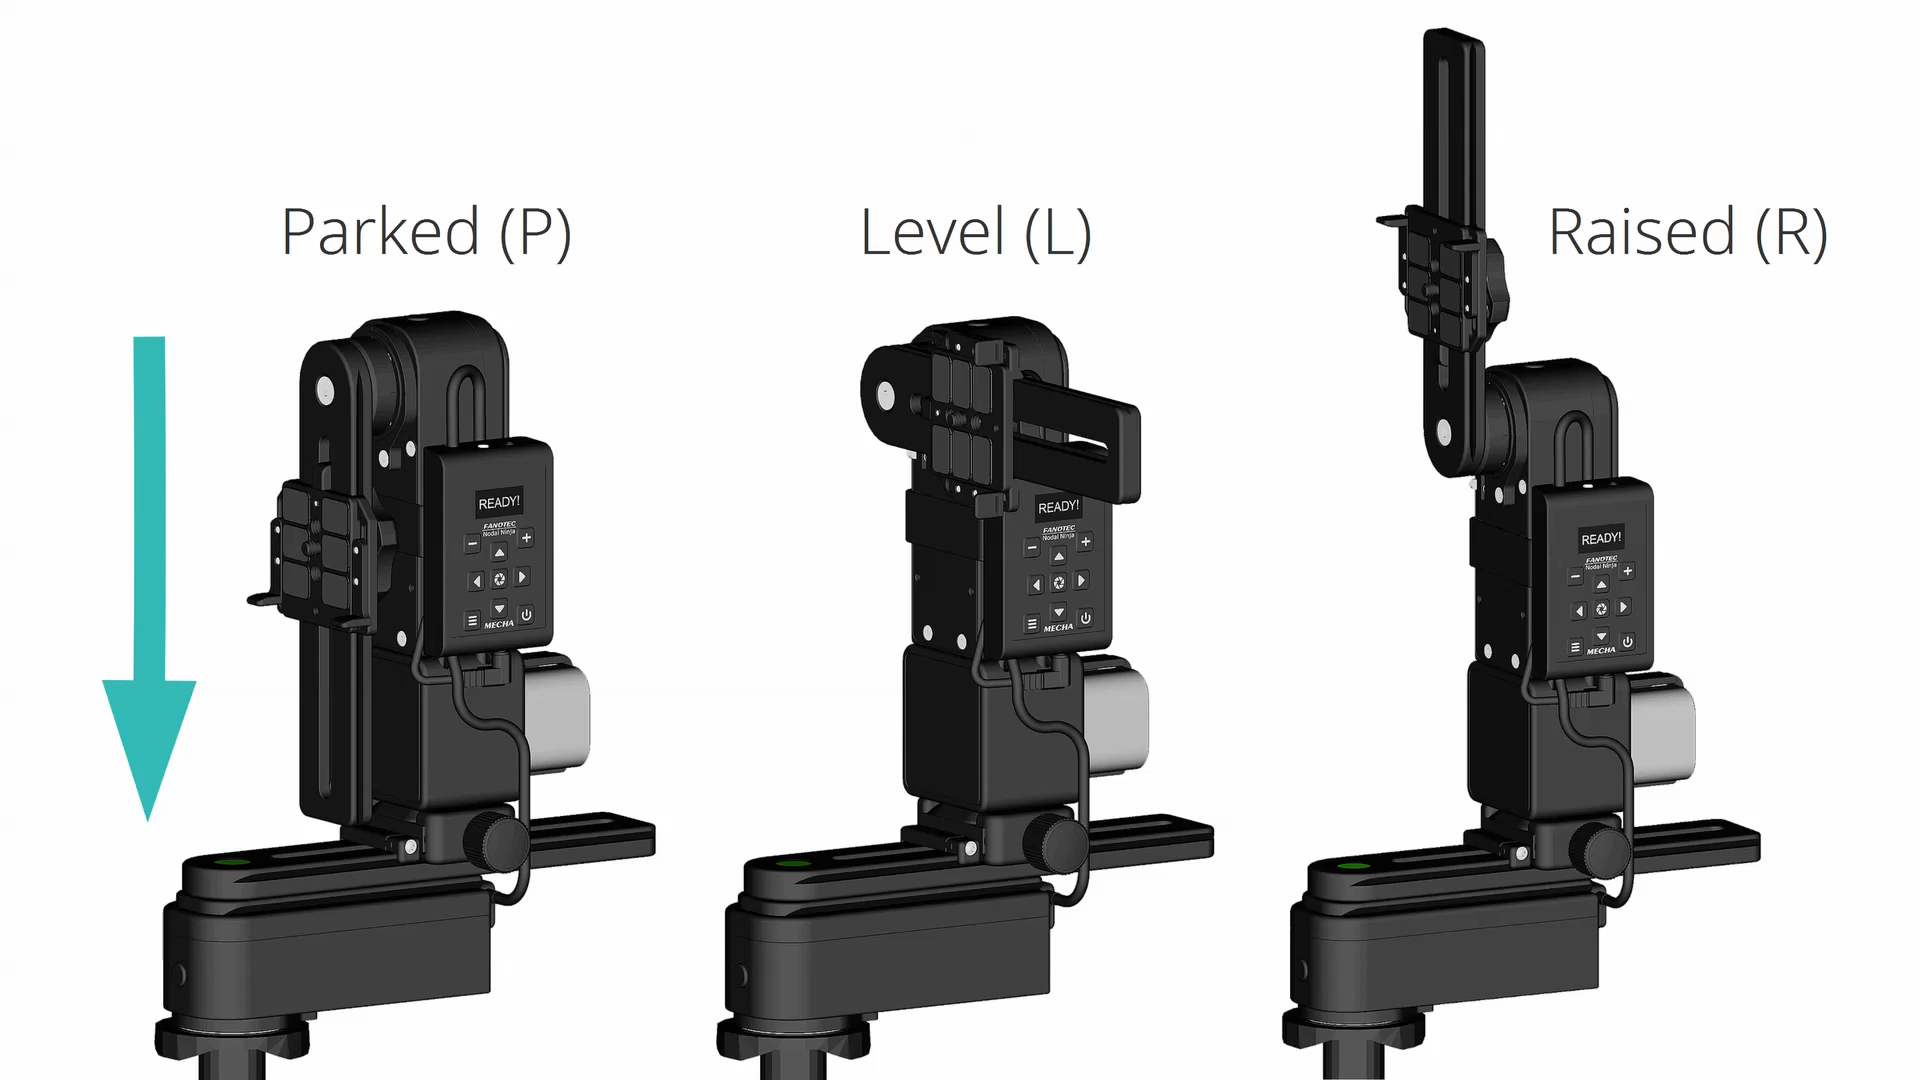 Parked (P)
READY!
FANOTEC
Nodal Ninja
MECHA
Level (L)
READY!
FANOTEC
Nodal Ninja
MECHA
Raised (R)
READY!
FANOTEC
Nodal Ninja
MECHA